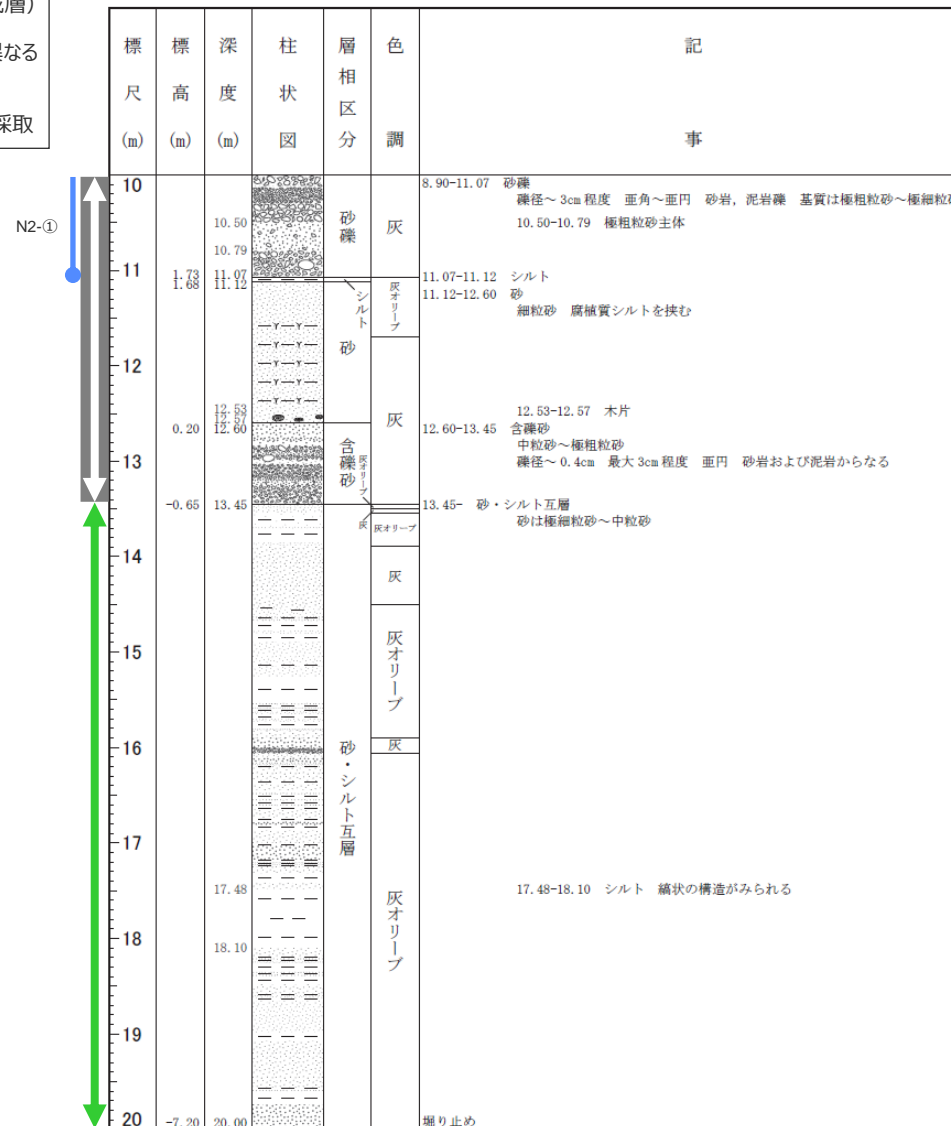 層）
なる
採取
標尺(m)
標高(m)
深度(m)
柱状図
層相区分
色調
記事
N2-①
10
11
12
13
14
15
16
17
18
19
20
1.73
1.68
0.20
-0.65
-7.20
10.50
10.79
11.07
11.12
12.53
12.57
12.60
13.45
17.48
18.10
20.00
砂礫
シルト
砂
含礫砂
砂・シルト互層
灰
灰オリーブ
灰
灰オリーブ
灰
灰オリーブ
灰
灰オリーブ
灰
灰オリーブ
8.90-11.07 砂礫
礫径～3cm程度 亜角～亜円 砂岩，泥岩礫 基質は極粗粒砂～極細粒
10.50-10.79 極粗粒砂主体
11.07-11.12 シルト
11.12-12.60 砂
細粒砂 腐植質シルトを挟む
12.53-12.57 木片
12.60-13.45 含礫砂
中粒砂～極粗粒砂
礫径～0.4cm 最大3cm程度 亜円 砂岩および泥岩からなる
13.45- 砂・シルト互層
砂は極細粒砂～中粒砂
17.48-18.10 シルト 縞状の構造がみられる
掘り止め